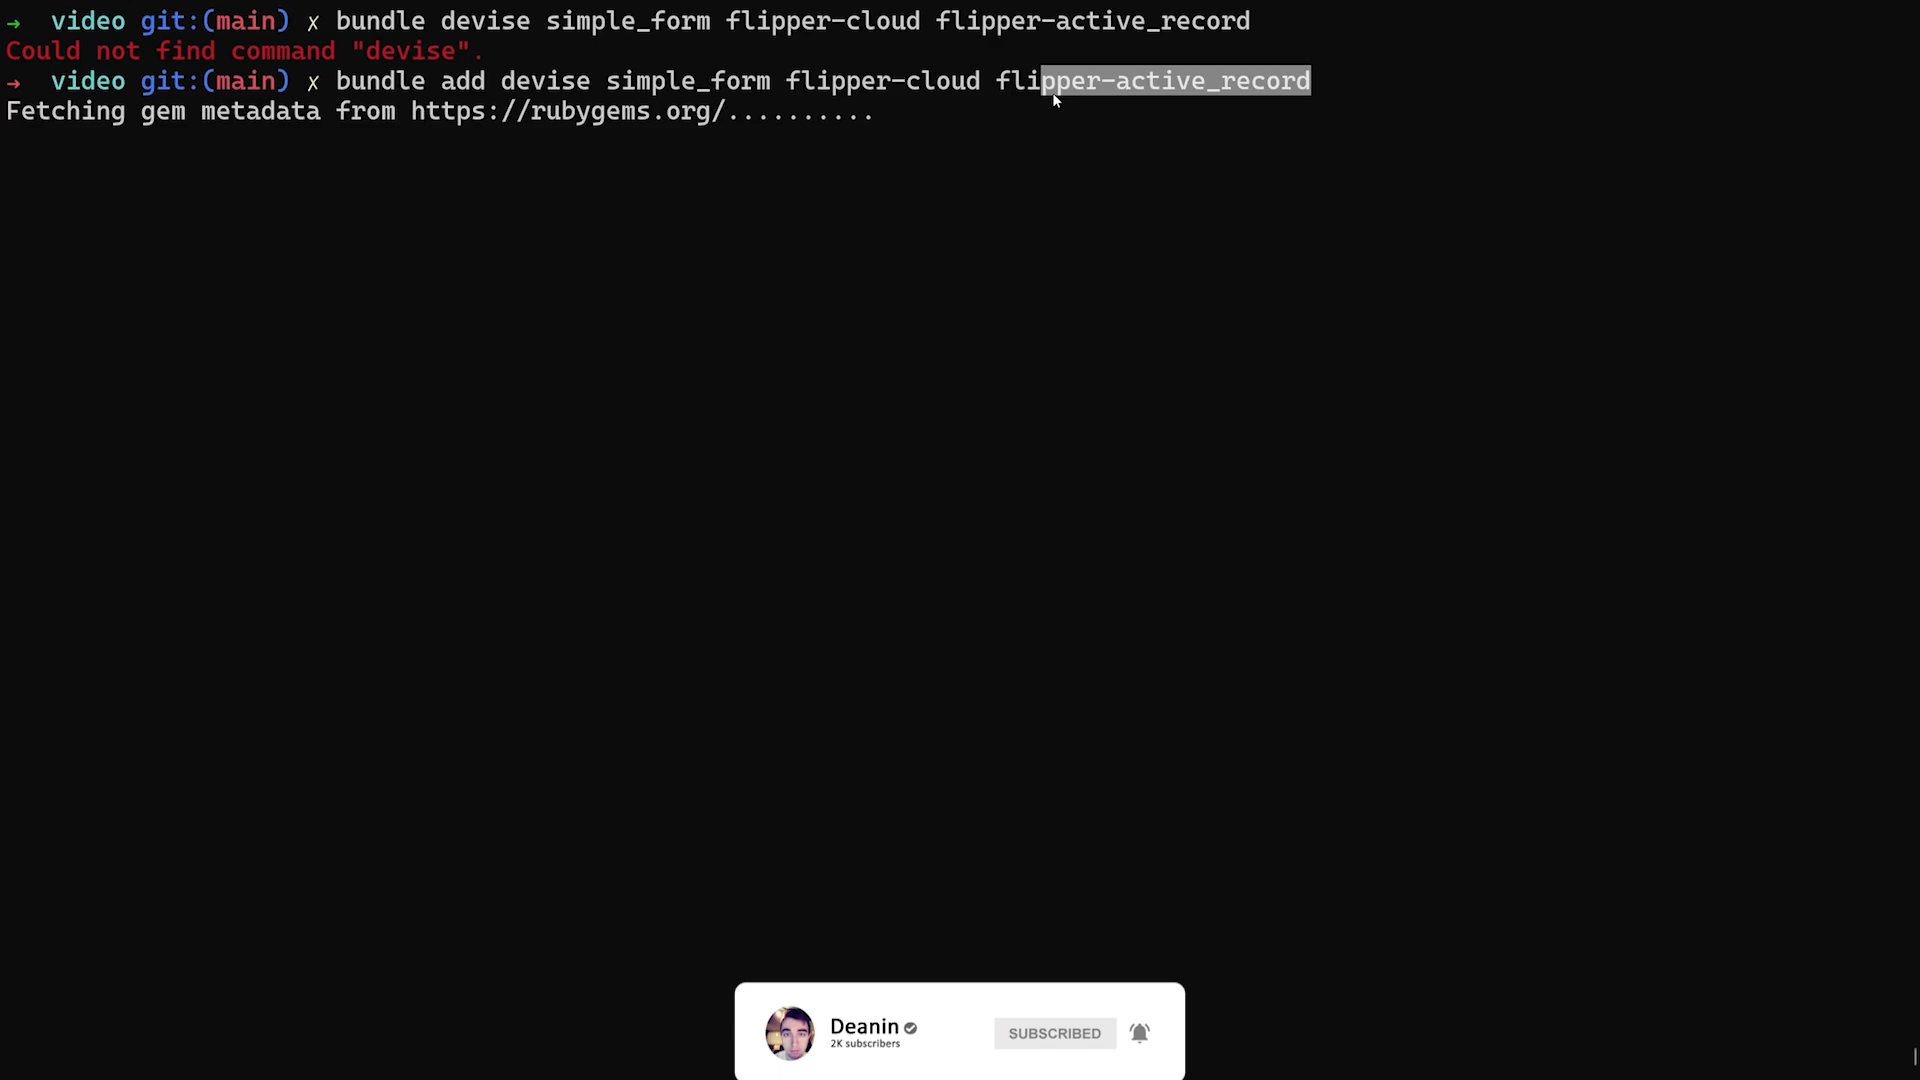 → video git:(main) ✗ bundle devise simple_form flipper-cloud flipper-active_record
Could not find command "devise".
→ video git:(main) ✗ bundle add devise simple_form flipper-cloud flipper-active_record
Fetching gem metadata from https://rubygems.org/..........
Deanin
2K subscribers
SUBSCRIBED